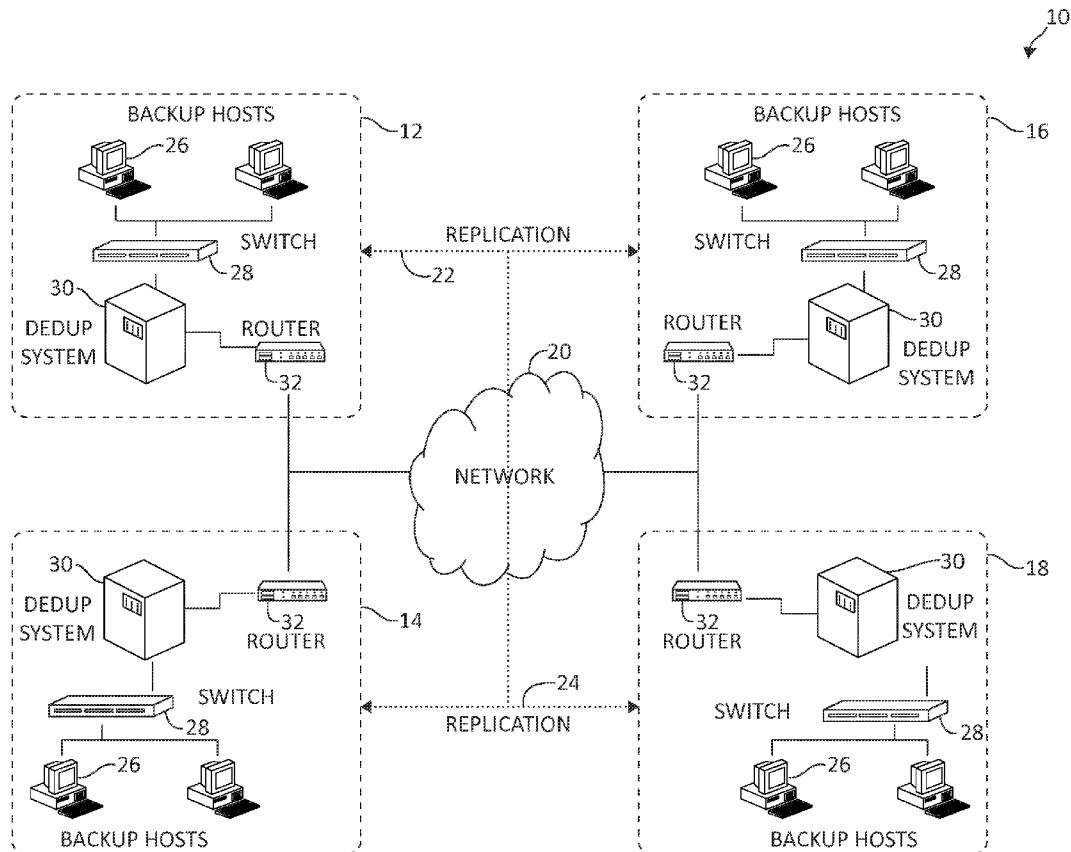 10
BACKUP HOSTS
26
12
SWITCH
28
30
DEDUP
SYSTEM
ROUTER
32
BACKUP HOSTS
26
16
SWITCH
28
ROUTER
32
30
DEDUP
SYSTEM
REPLICATION
22
20
NETWORK
30
DEDUP
SYSTEM
32
ROUTER
14
SWITCH
28
26
BACKUP HOSTS
24
REPLICATION
30
18
DEDUP
SYSTEM
32
ROUTER
SWITCH
28
26
BACKUP HOSTS